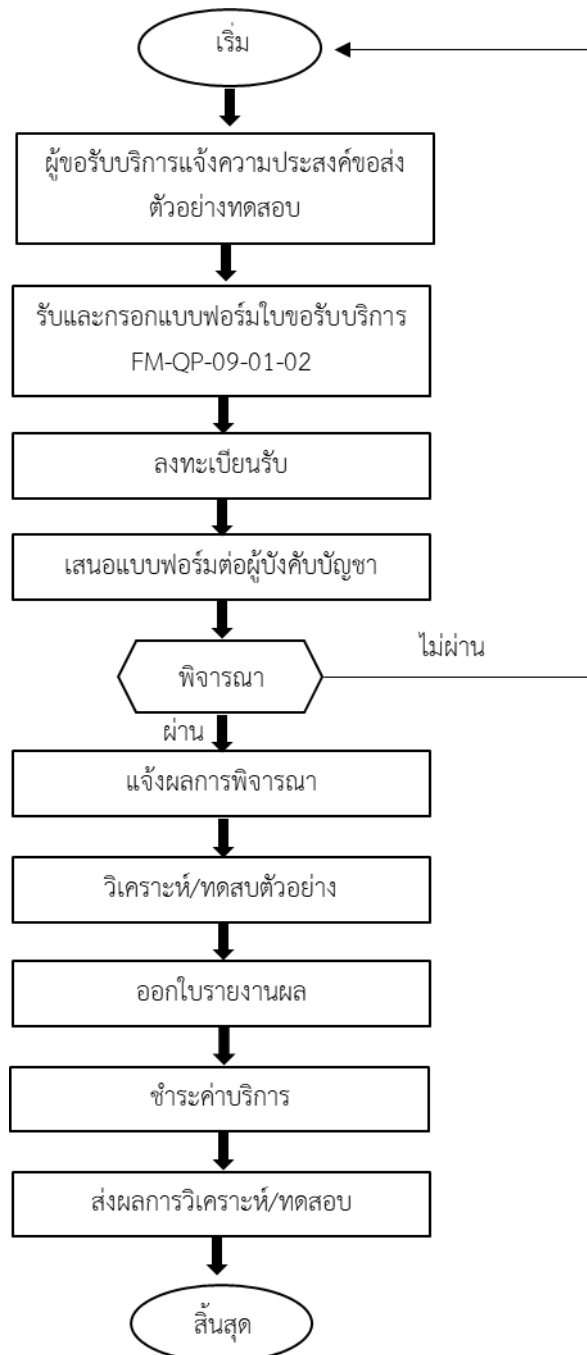 เริ่ม
ผู้ขอรับบริการแจ้งความประสงค์ขอส่ง
ตัวอย่างทดสอบ
รับและกรอกแบบฟอร์มใบขอรับบริการ
FM-QP-09-01-02
ลงทะเบียนรับ
เสนอแบบฟอร์มต่อผู้บังคับบัญชา
ไม่ผ่าน
พิจารณา
ผ่าน
แจ้งผลการพิจารณา
วิเคราะห์/ทดสบตัวอย่าง
ออกใบรายงานผล
ชำระค่าบริการ
ส่งผลการวิเคราะห์/ทดสอบ
สิ้นสุด